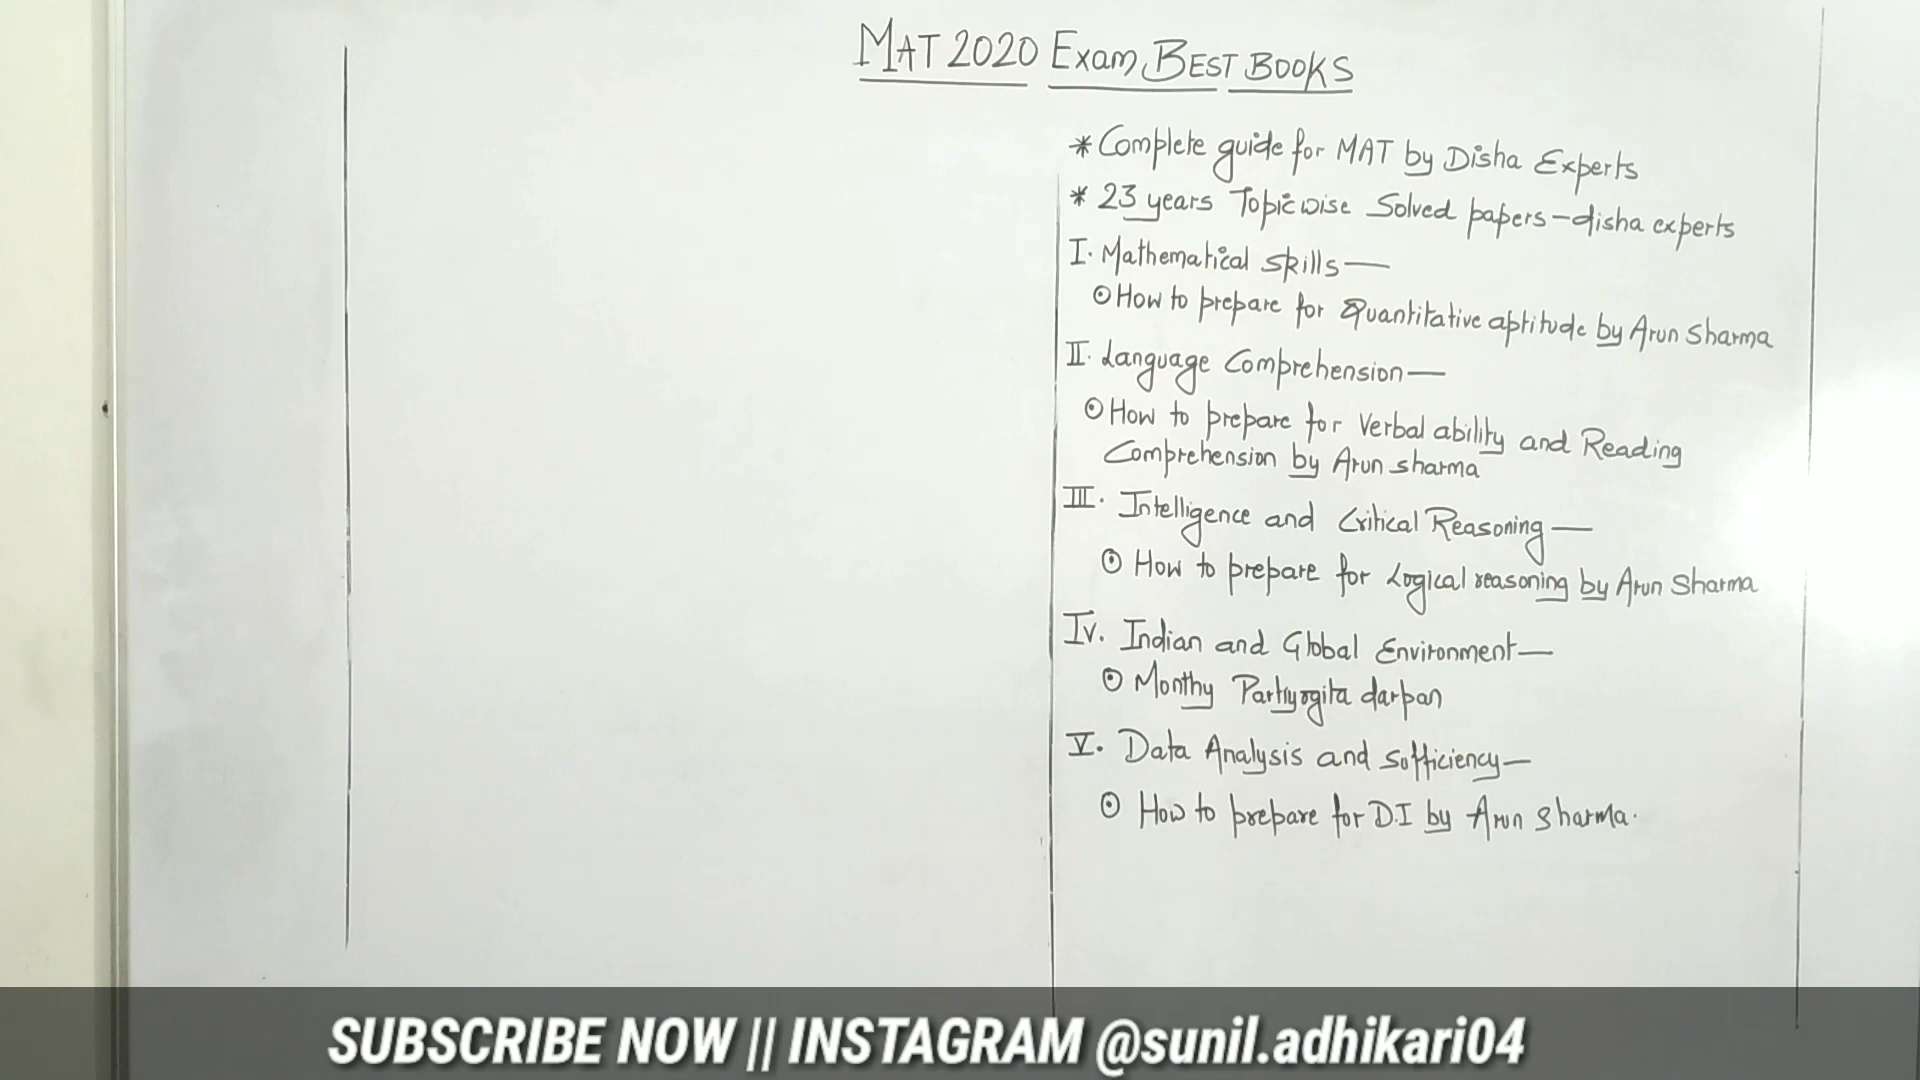 MAT 2020 Exam BEST BOOKS
* Complete guide for MAT by Disha Experts
* 23 years Topicwise Solved papers-disha experts
I. Mathematical skills—
⊙ How to prepare for Quantitative aptitude by Arun Sharma
II. Language Comprehension—
⊙ How to prepare for Verbal ability and Reading
Comprehension by Arun sharma
III. Intelligence and Critical Reasoning—
⊙ How to prepare for Logical reasoning by Arun Sharma
IV. Indian and Global Environment—
⊙ Monthy Partiyogita darpan
V. Data Analysis and Sufficiency—
⊙ How to prepare for D.I by Arun Sharma.
SUBSCRIBE NOW || INSTAGRAM @sunil.adhikari04